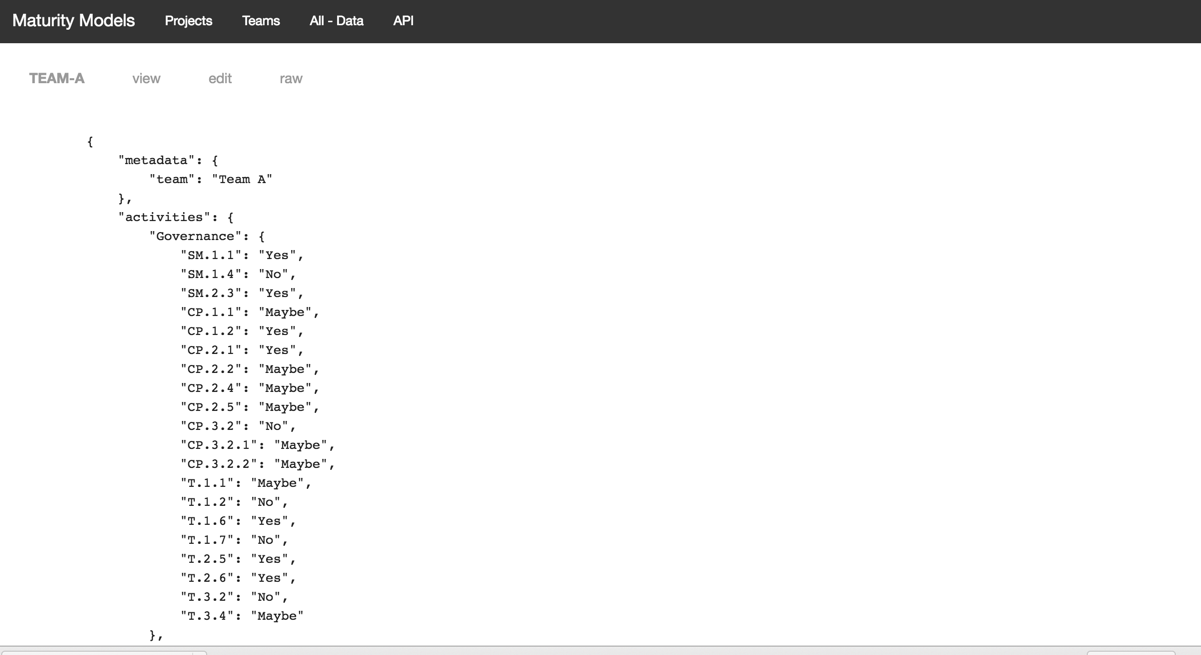 Maturity Models Projects Teams All - Data API
TEAM-A view edit raw
{
"metadata": {
"team": "Team A"
},
"activities": {
"Governance": {
"SM.1.1": "Yes",
"SM.1.4": "No",
"SM.2.3": "Yes",
"CP.1.1": "Maybe",
"CP.1.2": "Yes",
"CP.2.1": "Yes",
"CP.2.2": "Maybe",
"CP.2.4": "Maybe",
"CP.2.5": "Maybe",
"CP.3.2": "No",
"CP.3.2.1": "Maybe",
"CP.3.2.2": "Maybe",
"T.1.1": "Maybe",
"T.1.2": "No",
"T.1.6": "Yes",
"T.1.7": "No",
"T.2.5": "Yes",
"T.2.6": "Yes",
"T.3.2": "No",
"T.3.4": "Maybe"
},